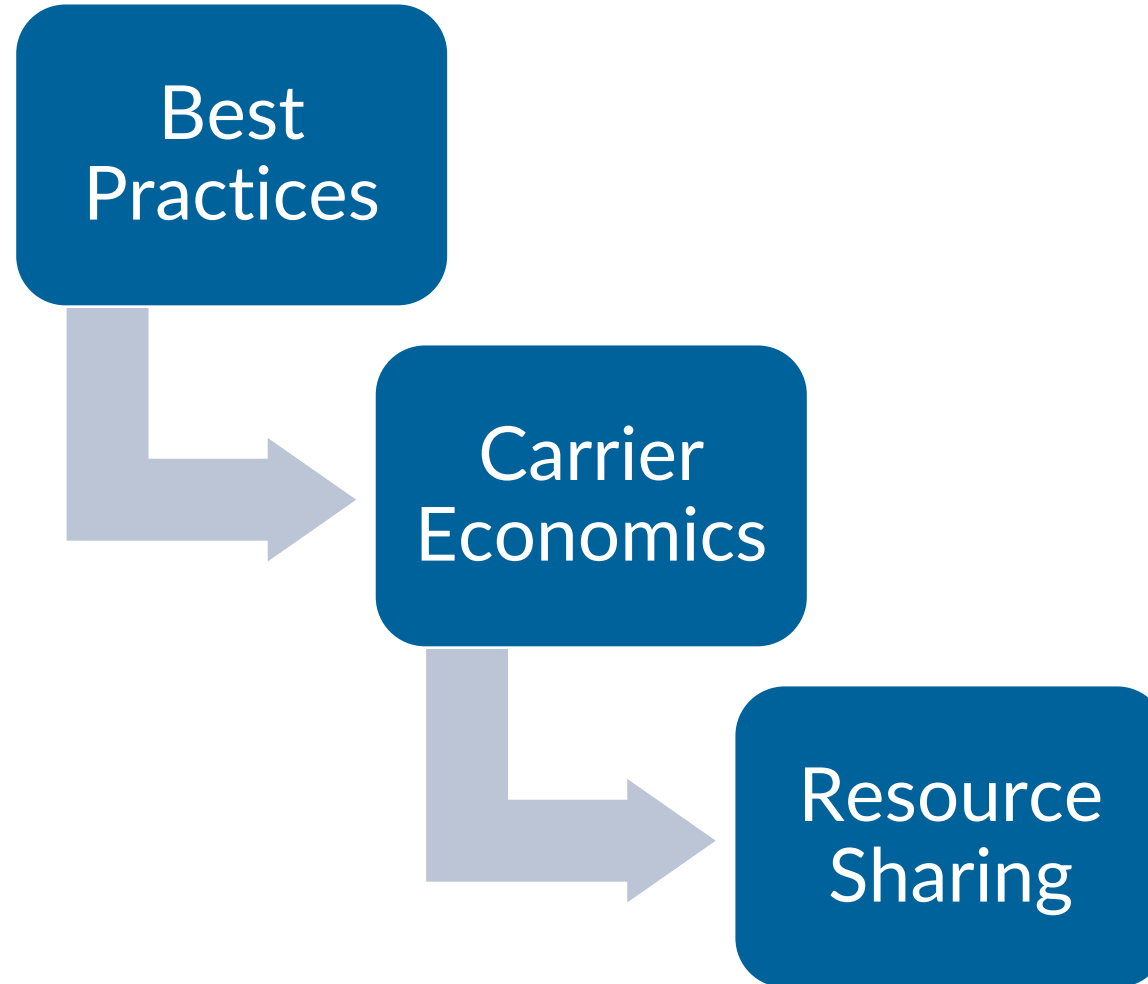 Best
Practices
Carrier
Economics
Resource
Sharing